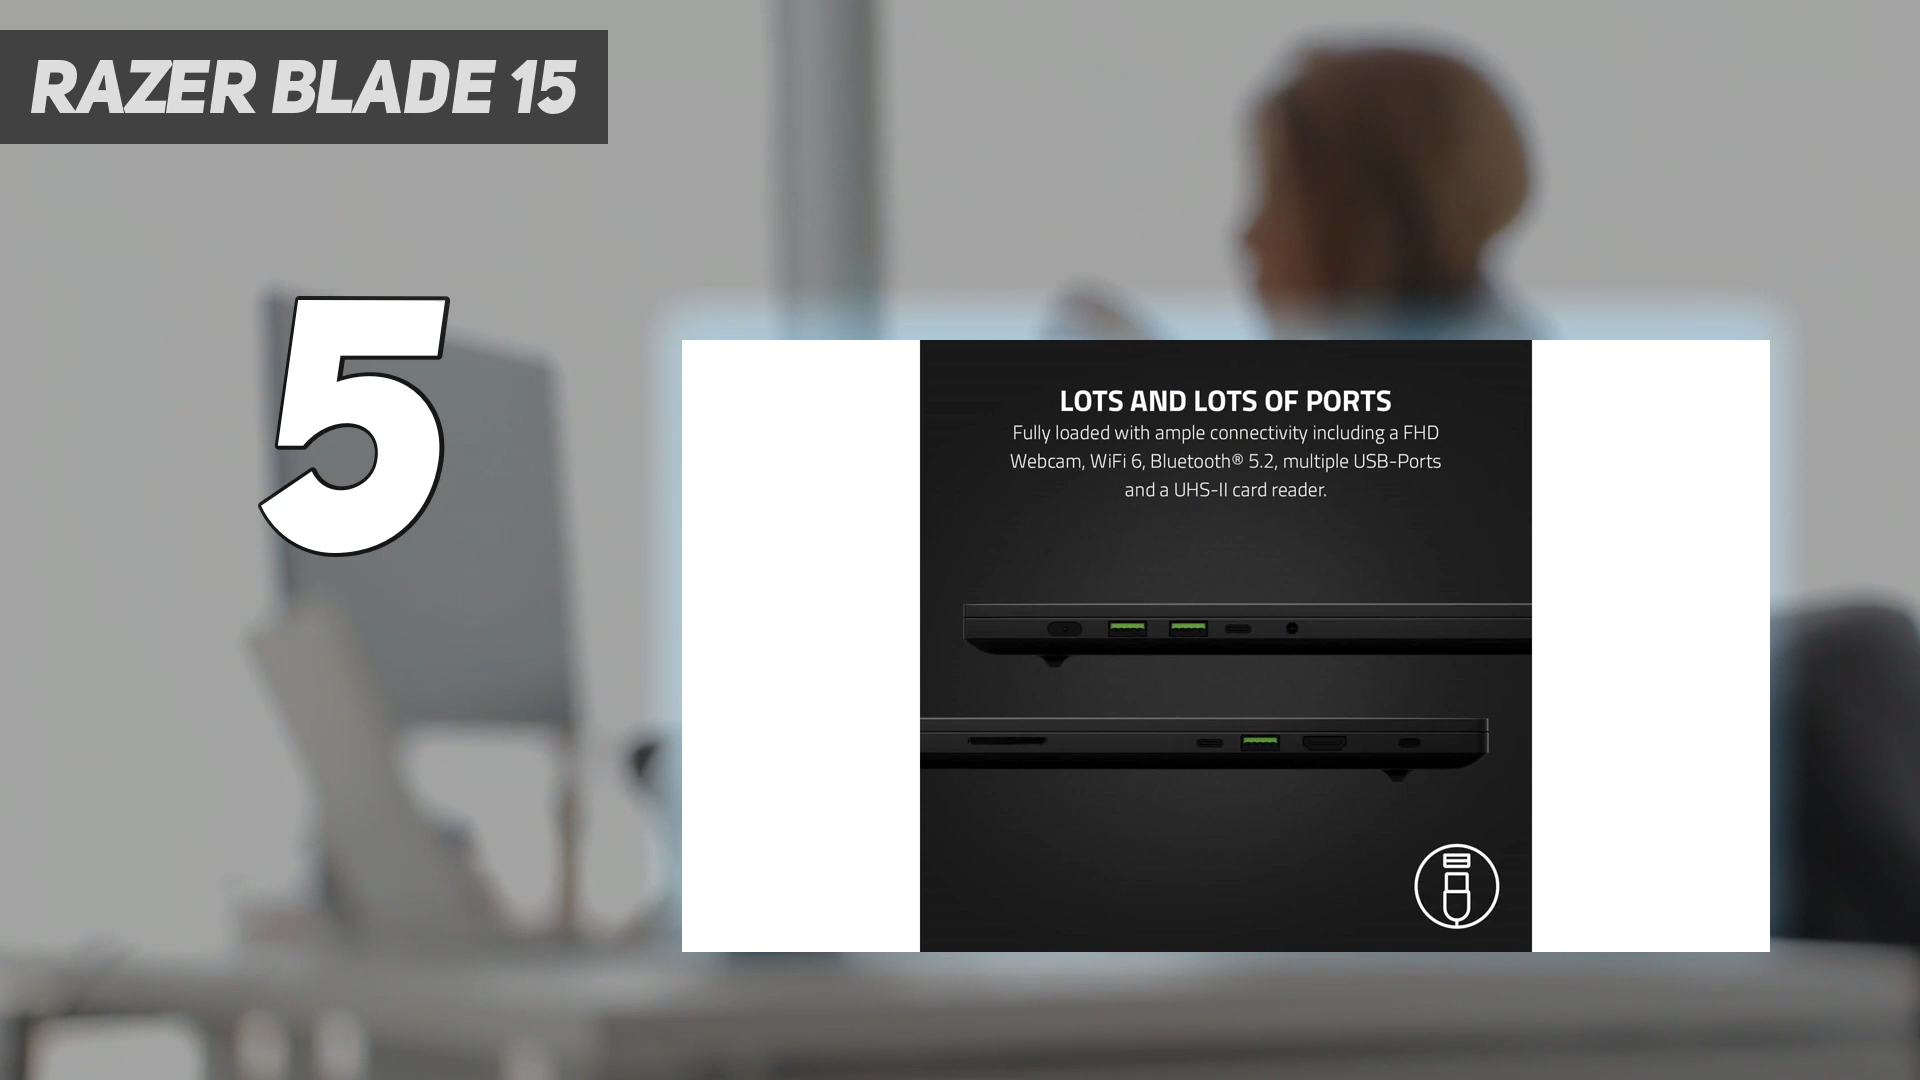 RAZER BLADE 15
5
LOTS AND LOTS OF PORTS
Fully loaded with ample connectivity including a FHD
Webcam, WiFi 6, Bluetooth® 5.2, multiple USB-Ports
and a UHS-II card reader.